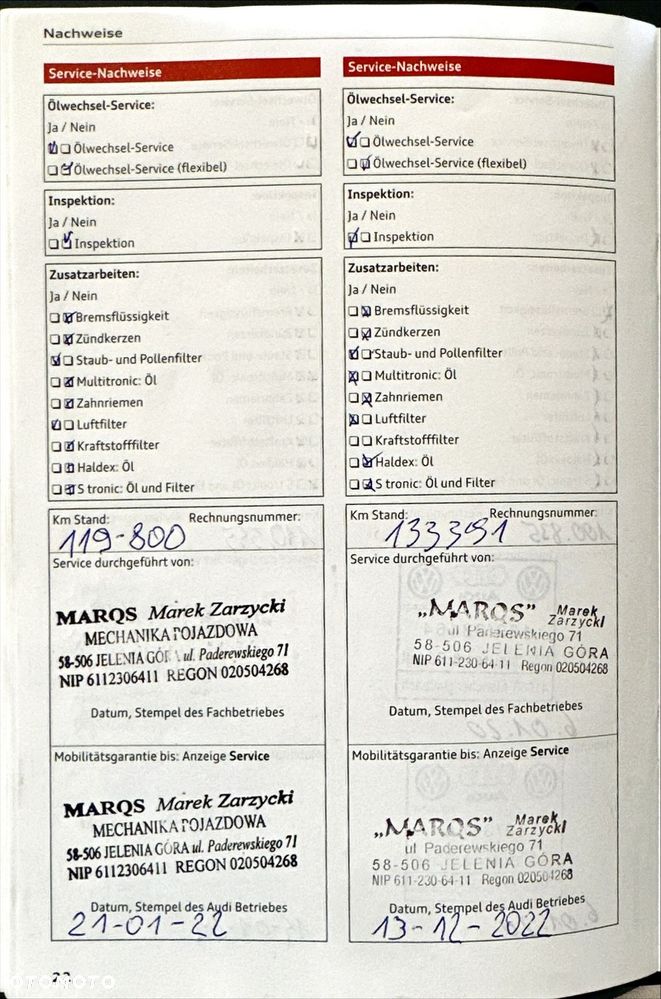 Nachweise
Service-Nachweise
Ölwechsel-Service:
Ja / Nein
Ölwechsel-Service
Ölwechsel-Service (flexibel)
Inspektion:
Ja / Nein
Inspektion
Zusatzarbeiten:
Ja / Nein
Bremsflüssigkeit
Zündkerzen
Staub- und Pollenfilter
Multitronic: Öl
Zahnriemen
Luftfilter
Kraftstofffilter
Haldex: Öl
S tronic: Öl und Filter
Km Stand: Rechnungsnummer:
119-800
Service durchgeführt von:
MARQS Marek Zarzycki
MECHANIKA POJAZDOWA
58-506 JELENIA GÓRA ul. Paderewskiego 71
NIP 6112306411 REGON 020504268
Datum, Stempel des Fachbetriebes
Mobilitätsgarantie bis: Anzeige Service
MARQS Marek Zarzycki
MECHANIKA POJAZDOWA
58-506 JELENIA GÓRA ul. Paderewskiego 71
NIP 6112306411 REGON 020504268
Datum, Stempel des Audi Betriebes
21-01-22
Service-Nachweise
Ölwechsel-Service:
Ja / Nein
Ölwechsel-Service
Ölwechsel-Service (flexibel)
Inspektion:
Ja / Nein
Inspektion
Zusatzarbeiten:
Ja / Nein
Bremsflüssigkeit
Zündkerzen
Staub- und Pollenfilter
Multitronic: Öl
Zahnriemen
Luftfilter
Kraftstofffilter
Haldex: Öl
S tronic: Öl und Filter
Km Stand: Rechnungsnummer:
133391
Service durchgeführt von:
„MARQS” Marek
Zarzycki
ul Paderewskiego 71
58-506 JELENIA GÓRA
NIP 611-230-64-11 Regon 020504268
Datum, Stempel des Fachbetriebes
Mobilitätsgarantie bis: Anzeige Service
„MARQS” Marek
Zarzycki
ul Paderewskiego 71
58-506 JELENIA GÓRA
NIP 611-230-64-11 Regon 020504268
Datum, Stempel des Audi Betriebes
13-12-2022
OTOMOTO